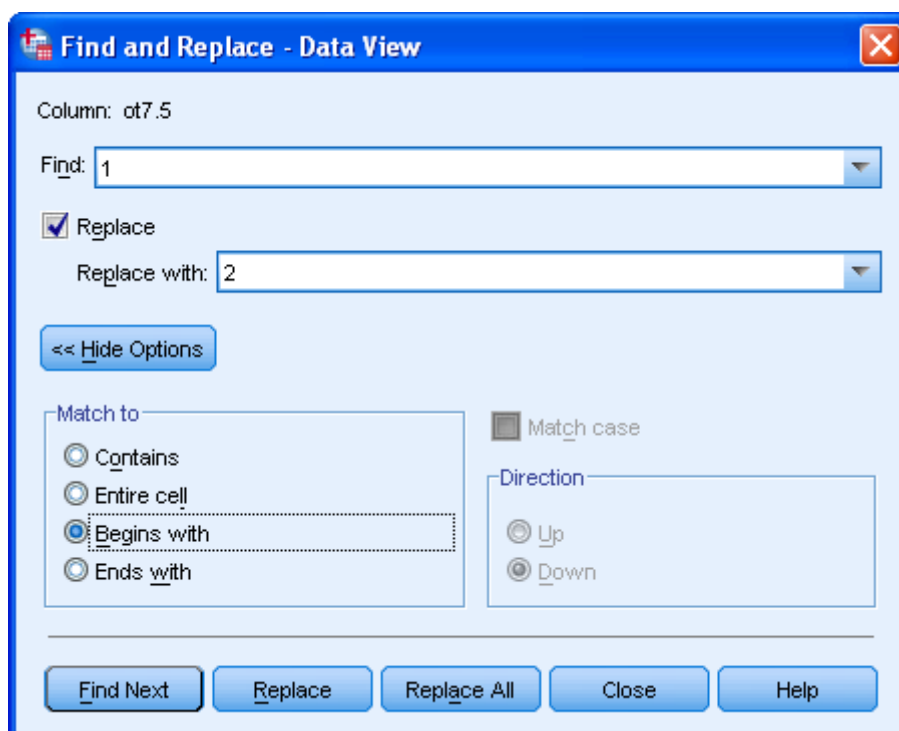 Find and Replace - Data View
Column: ot7.5
Find: 1
Replace
Replace with: 2
<< Hide Options
Match to
Contains
Entire cell
Begins with
Ends with
Match case
Direction
Up
Down
Find Next Replace Replace All Close Help